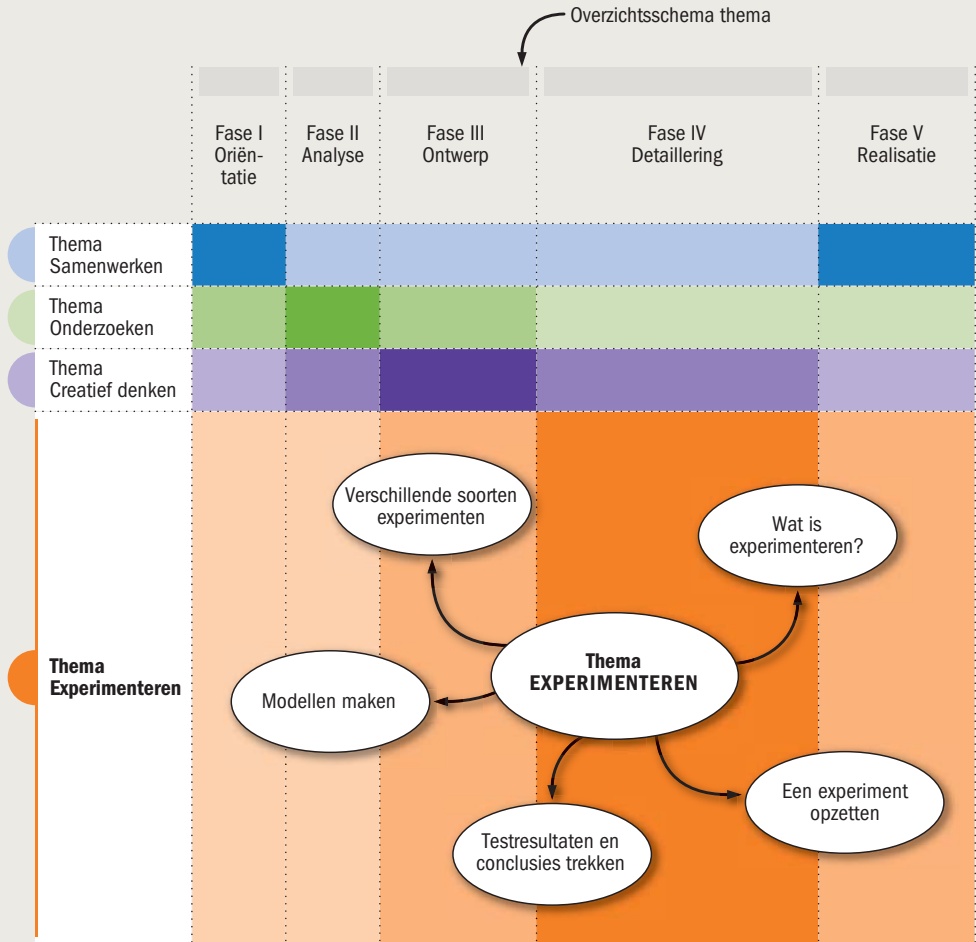 Overzichtsschema thema
Fase I
Oriën-
tatie
Fase II
Analyse
Fase III
Ontwerp
Fase IV
Detaillering
Fase V
Realisatie
Thema
Samenwerken
Thema
Onderzoeken
Thema
Creatief denken
Verschillende soorten
experimenten
Wat is
experimenteren?
Thema
Experimenteren
Thema
EXPERIMENTEREN
Modellen maken
Een experiment
opzetten
Testresultaten en
conclusies trekken